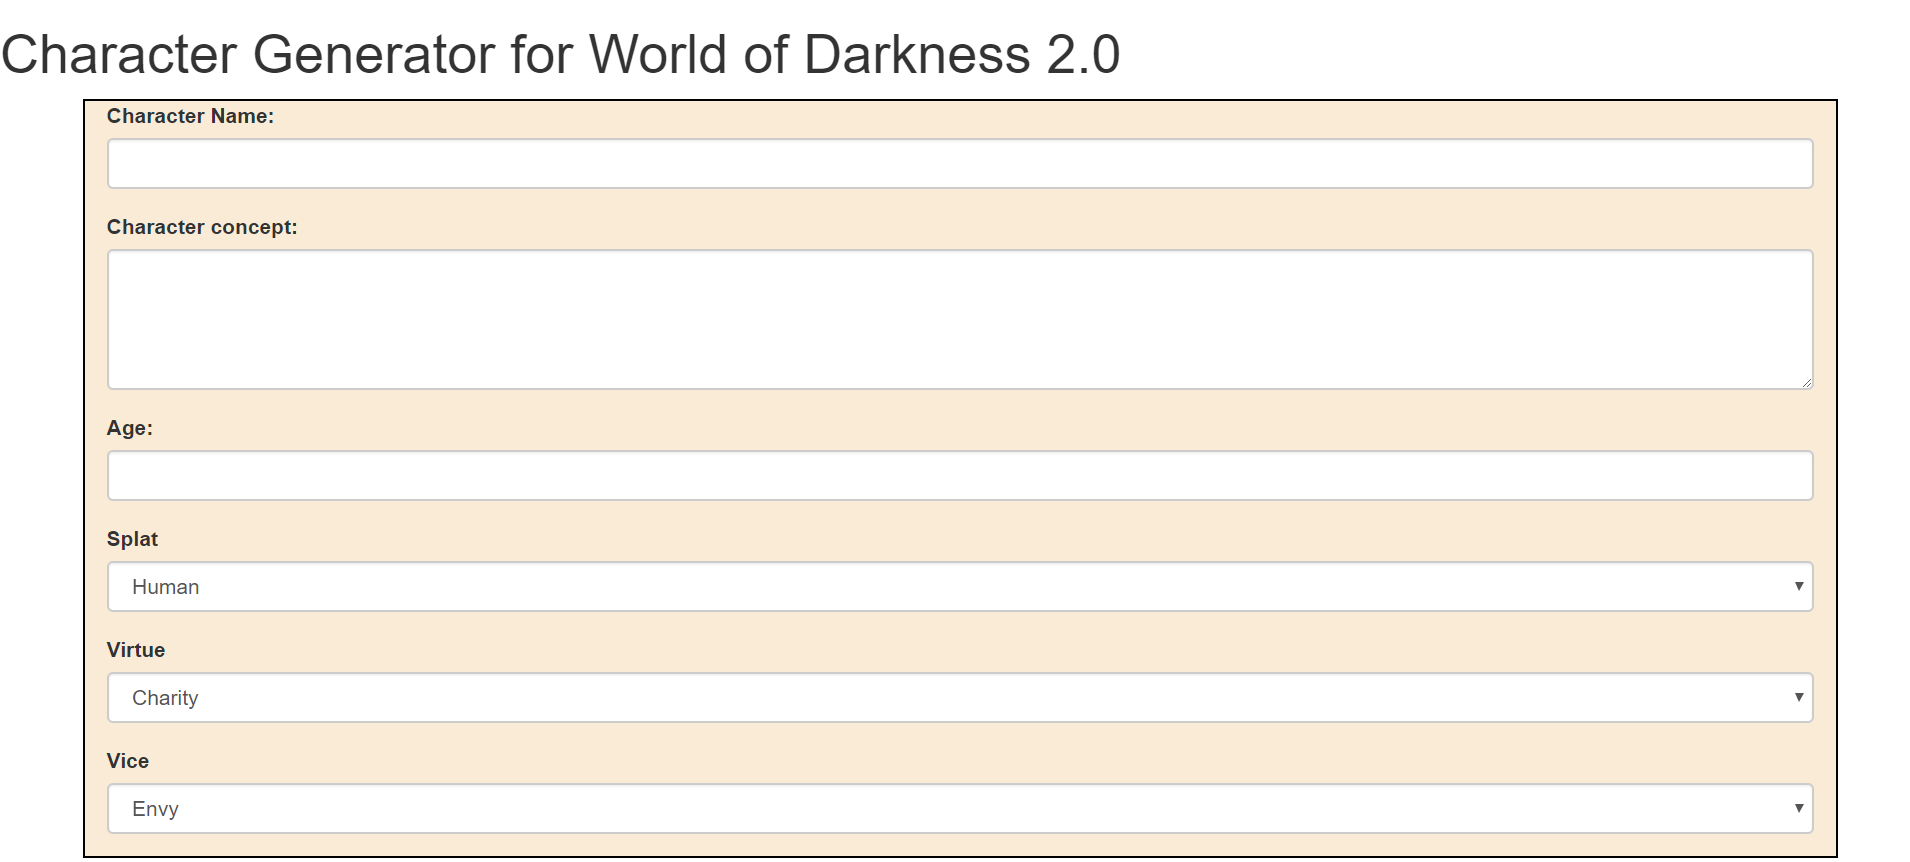 Character Generator for World of Darkness 2.0
Character Name:
Character concept:
Age:
Splat
Human
Virtue
Charity
Vice
Envy